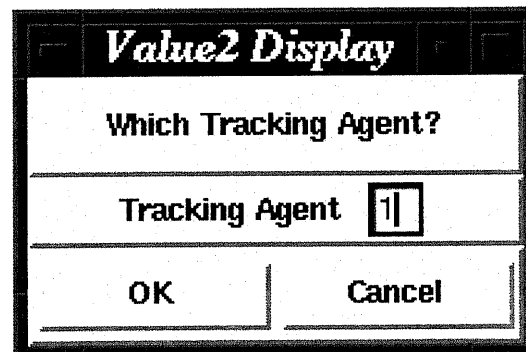 Value2 Display
Which Tracking Agent?
Tracking Agent 1
OK Cancel